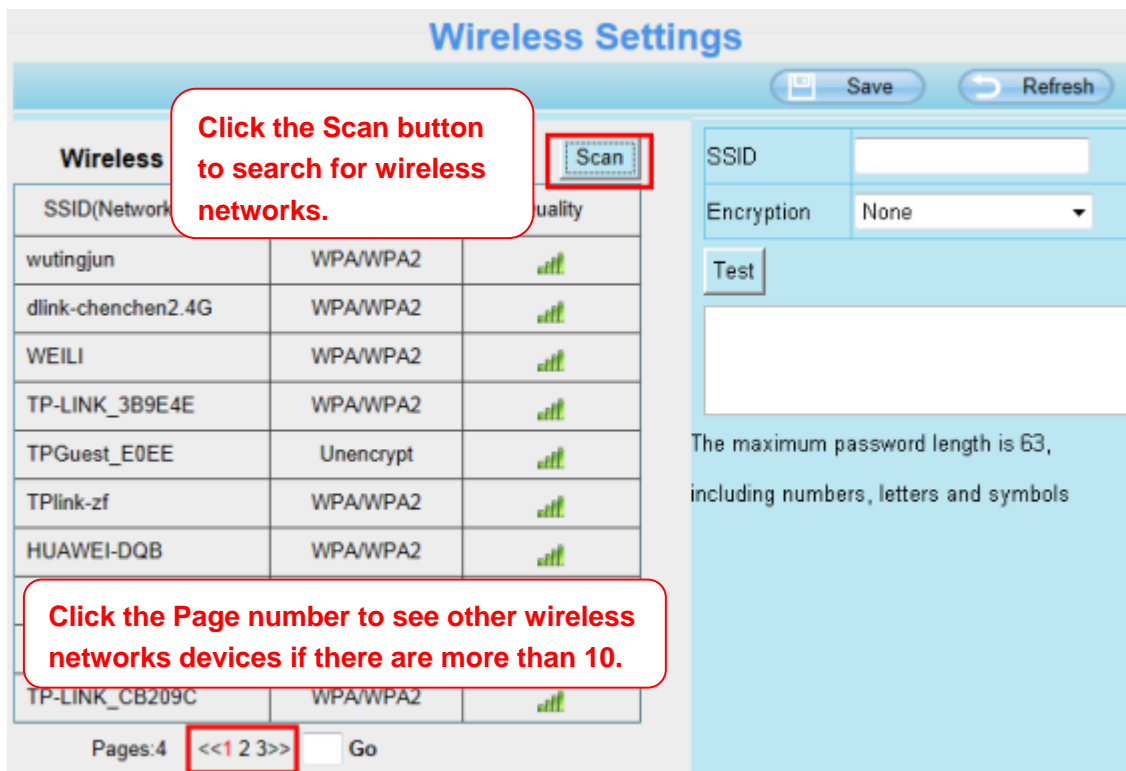 Wireless Settings
Save Refresh
Click the Scan button
to search for wireless
networks.
Wireless Scan
SSID(Network uality
wutingjun WPA/WPA2
dlink-chenchen2.4G WPA/WPA2
WEILI WPA/WPA2
TP-LINK_3B9E4E WPA/WPA2
TPGuest_E0EE Unencrypt
TPlink-zf WPA/WPA2
HUAWEI-DQB WPA/WPA2
Click the Page number to see other wireless
networks devices if there are more than 10.
TP-LINK_CB209C WPA/WPA2
Pages:4 <<1 2 3>> Go
SSID
Encryption None
Test
The maximum password length is 63,
including numbers, letters and symbols